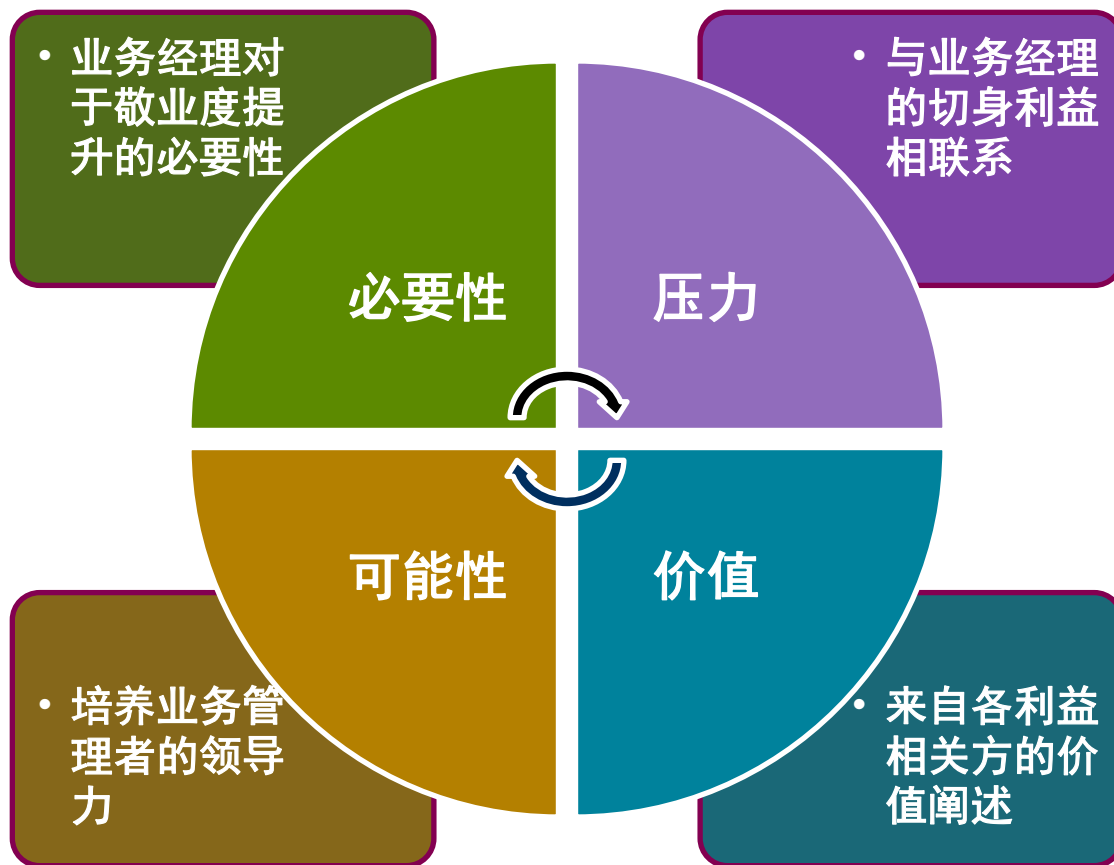 • 业务经理对
于敬业度提
升的必要性
• 与业务经理
的切身利益
相联系
必要性
压力
可能性
价值
• 培养业务管
理者的领导
力
• 来自各利益
相关方的价
值阐述